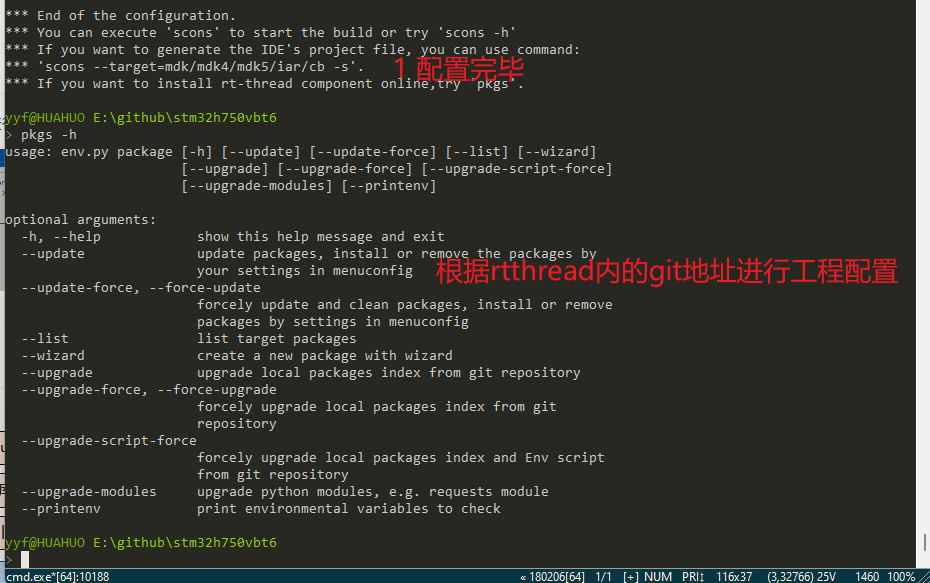 *** End of the configuration.
*** You can execute 'scons' to start the build or try 'scons -h'
*** If you want to generate the IDE's project file, you can use command:
*** 'scons --target=mdk/mdk4/mdk5/iar/cb -s'.
1 配置完毕
*** If you want to install rt-thread component online,try 'pkgs'.
yyf@HUAHUO E:\github\stm32h750vbt6
> pkgs -h
usage: env.py package [-h] [--update] [--update-force] [--list] [--wizard]
[--upgrade] [--upgrade-force] [--upgrade-script-force]
[--upgrade-modules] [--printenv]
optional arguments:
-h, --help show this help message and exit
--update update packages, install or remove the packages by
your settings in menuconfig
根据rtthread内的git地址进行工程配置
--update-force, --force-update
forcely update and clean packages, install or remove
packages by settings in menuconfig
--list list target packages
--wizard create a new package with wizard
--upgrade upgrade local packages index from git repository
--upgrade-force, --force-upgrade
forcely upgrade local packages index from git
repository
--upgrade-script-force
forcely upgrade local packages index and Env script
from git repository
--upgrade-modules upgrade python modules, e.g. requests module
--printenv print environmental variables to check
yyf@HUAHUO E:\github\stm32h750vbt6
>
cmd.exe*[64]:10188 « 180206[64] 1/1 [+] NUM PRI↕ 116x37 (3,32766) 25V 1460 100%